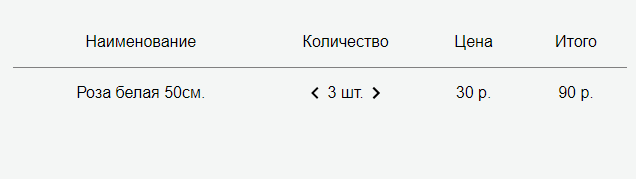 Наименование Количество Цена Итого
Роза белая 50см. 3 шт. 30 р. 90 р.